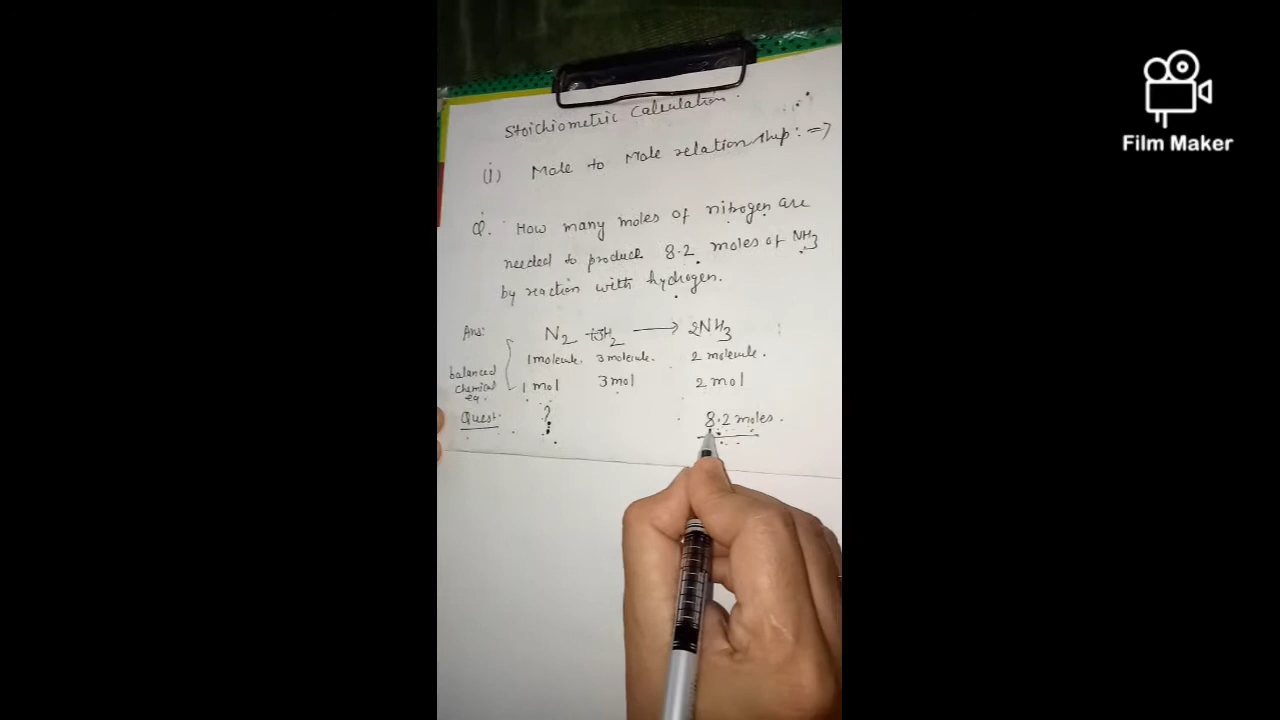 Stoichiometric Calculation.
(i) Mole to Mole relationship : =>
Q. How many moles of nitrogen are
needed to produce 8.2 moles of NH3
by reaction with hydrogen.
Ans: N2 +3H2 → 2NH3
1 molecule. 3 molecule. 2 molecule.
balanced
chemical
eq.
1 mol 3 mol 2 mol
Quest. ? 8.2 moles.
Film Maker